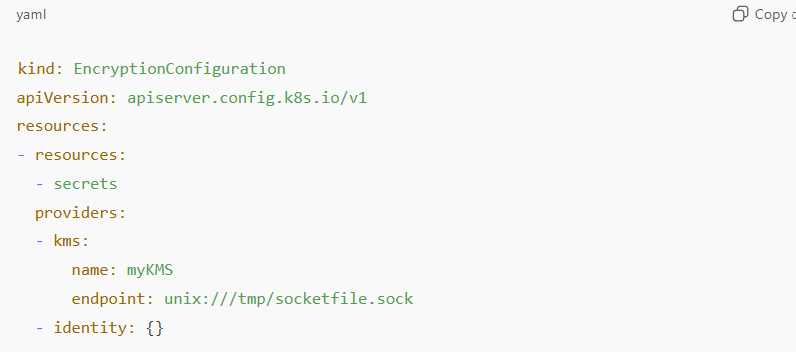 yaml
Copy c
kind: EncryptionConfiguration
apiVersion: apiserver.config.k8s.io/v1
resources:
- resources:
  - secrets
  providers:
  - kms:
      name: myKMS
      endpoint: unix:///tmp/socketfile.sock
  - identity: {}